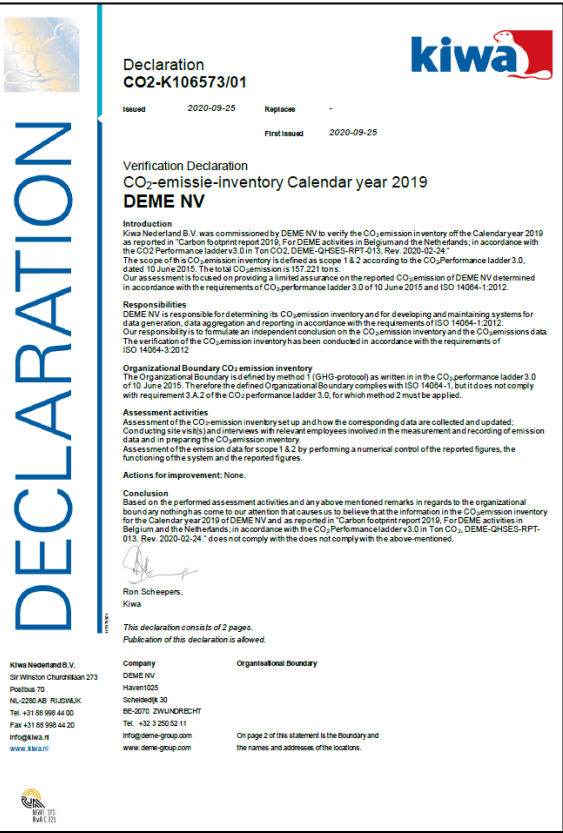 kiwa
Declaration
CO2-K106573/01
Issued 2020-09-25 Replaces -
First Issued 2020-09-25
DECLARATION
Verification Declaration
CO₂-emissie-inventory Calendar year 2019
DEME NV
Introduction
Kiwa Nederland B.V. was commissioned by DEME NV to verify the CO₂emission inventory off the Calendar year 2019
as reported in "Carbon footprint report 2019, For DEME activities in Belgium and the Netherlands; in accordance with
the CO2 Performance ladder v3.0 in Ton CO2, DEME-QHSES-RPT-013, Rev. 2020-02-24."
The scope of this CO₂emission inventory is defined as scope 1 & 2 according to the CO₂Performance ladder 3.0,
dated 10 June 2015. The total CO₂emission is 157.221 tons.
Our assessment is focused on providing a limited assurance on the reported CO₂emission of DEME NV determined
in accordance with the requirements of CO₂performance ladder 3.0 of 10 June 2015 and ISO 14064-1:2012.
Responsibilities
DEME NV is responsible for determining its CO₂emission inventory and for developing and maintaining systems for
data generation, data aggregation and reporting in accordance with the requirements of ISO 14064-1:2012.
Our responsibility is to formulate an independent conclusion on the CO₂emission inventory and the CO₂emissions data.
The verification of the CO₂emission inventory has been conducted in accordance with the requirements of
ISO 14064-3:2012
Organizational Boundary CO₂ emission inventory
The Organizational Boundary is defined by method 1 (GHG-protocol) as written in in the CO₂performance ladder 3.0
of 10 June 2015. Therefore the defined Organizational Boundary complies with ISO 14064-1, but it does not comply
with requirement 3.A.2 of the CO₂ performance ladder 3.0, for which method 2 must be applied.
Assessment activities
Assessment of the CO₂-emission inventory set up and how the corresponding data are collected and updated;
Conducting site visit(s) and interviews with relevant employees involved in the measurement and recording of emission
data and in preparing the CO₂emission inventory.
Assessment of the emission data for scope 1 & 2 by performing a numerical control of the reported figures, the
functioning of the system and the reported figures.
Actions for improvement: None.
Conclusion
Based on the performed assessment activities and any above mentioned remarks in regards to the organizational
boundary nothing has come to our attention that causes us to believe that the information in the CO₂emission inventory
for the Calendar year 2019 of DEME NV and as reported in "Carbon footprint report 2019, For DEME activities in
Belgium and the Netherlands; in accordance with the CO₂Performance ladder v3.0 in Ton CO₂, DEME-QHSES-RPT-
013. Rev. 2020-02-24." does not comply with the does not comply with the above-mentioned.
Ron Scheepers,
Kiwa
This declaration consists of 2 pages.
Publication of this declaration is allowed.
Kiwa Nederland B.V.
Sir Winston Churchilllaan 273
Postbus 70
NL-2280 AB RIJSWIJK
Tel. +31 88 998 44 00
Fax +31 88 998 44 20
info@kiwa.nl
www.kiwa.nl
Company
DEME NV
Haven1025
Scheldedijk 30
BE-2070 ZWIJNDRECHT
Tel. +32 3 250 52 11
info@deme-group.com
www.deme-group.com
Organisational Boundary
On page 2 of this statement is the Boundary and
the names and addresses of the locations.